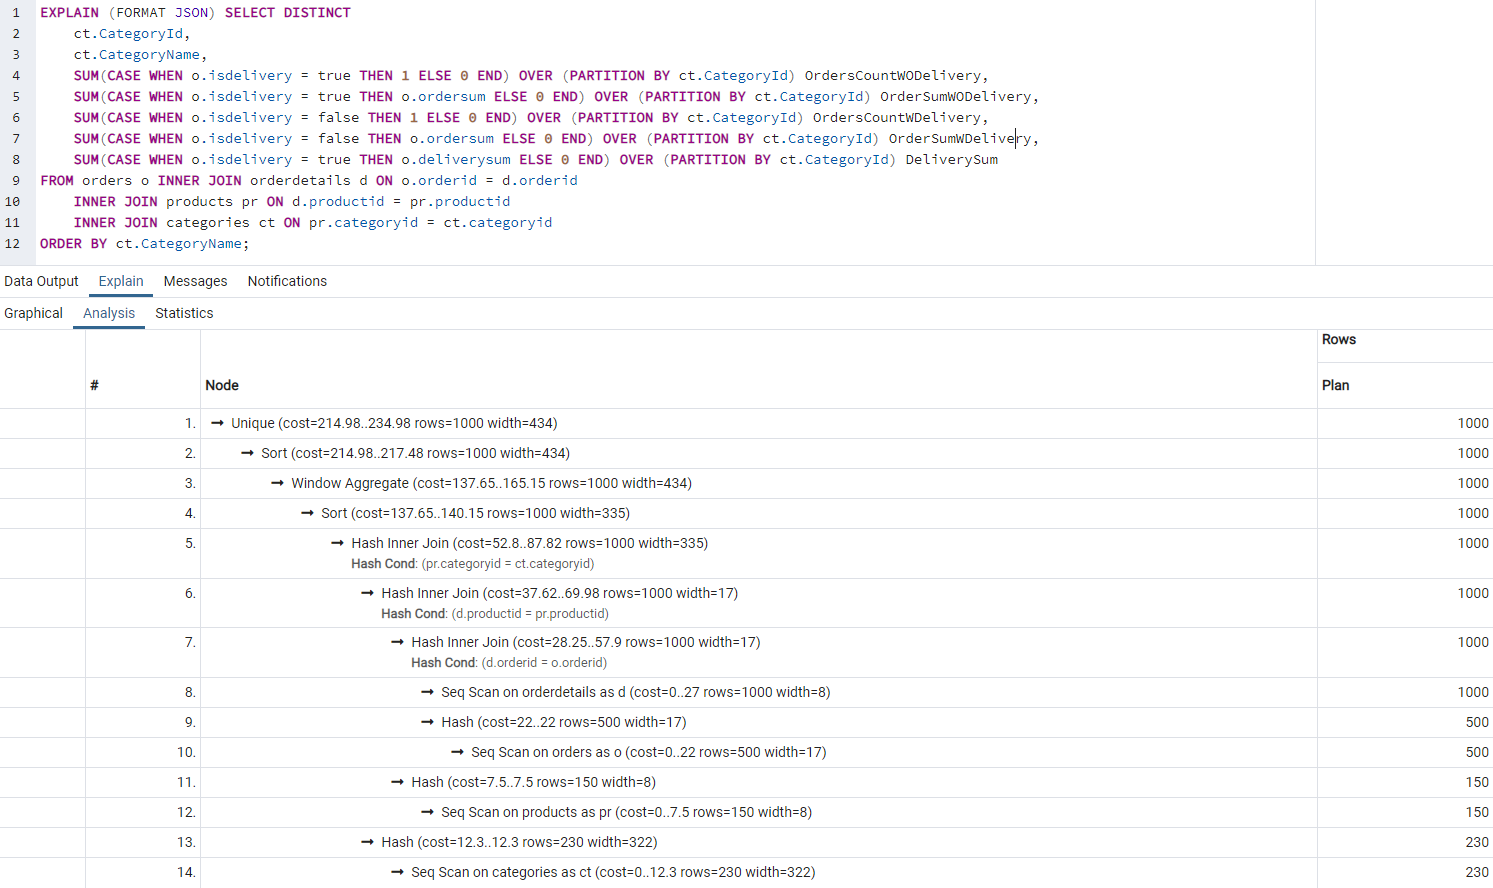 1 EXPLAIN (FORMAT JSON) SELECT DISTINCT
2 ct.CategoryId,
3 ct.CategoryName,
4 SUM(CASE WHEN o.isdelivery = true THEN 1 ELSE 0 END) OVER (PARTITION BY ct.CategoryId) OrdersCountWODelivery,
5 SUM(CASE WHEN o.isdelivery = true THEN o.ordersum ELSE 0 END) OVER (PARTITION BY ct.CategoryId) OrderSumWODelivery,
6 SUM(CASE WHEN o.isdelivery = false THEN 1 ELSE 0 END) OVER (PARTITION BY ct.CategoryId) OrdersCountWDelivery,
7 SUM(CASE WHEN o.isdelivery = false THEN o.ordersum ELSE 0 END) OVER (PARTITION BY ct.CategoryId) OrderSumWDelivery,
8 SUM(CASE WHEN o.isdelivery = true THEN o.deliverysum ELSE 0 END) OVER (PARTITION BY ct.CategoryId) DeliverySum
9 FROM orders o INNER JOIN orderdetails d ON o.orderid = d.orderid
10 INNER JOIN products pr ON d.productid = pr.productid
11 INNER JOIN categories ct ON pr.categoryid = ct.categoryid
12 ORDER BY ct.CategoryName;
Data Output Explain Messages Notifications
Graphical Analysis Statistics
Rows
# Node Plan
1. → Unique (cost=214.98..234.98 rows=1000 width=434) 1000
2. → Sort (cost=214.98..217.48 rows=1000 width=434) 1000
3. → Window Aggregate (cost=137.65..165.15 rows=1000 width=434) 1000
4. → Sort (cost=137.65..140.15 rows=1000 width=335) 1000
5. → Hash Inner Join (cost=52.8..87.82 rows=1000 width=335) 1000
Hash Cond: (pr.categoryid = ct.categoryid)
6. → Hash Inner Join (cost=37.62..69.98 rows=1000 width=17) 1000
Hash Cond: (d.productid = pr.productid)
7. → Hash Inner Join (cost=28.25..57.9 rows=1000 width=17) 1000
Hash Cond: (d.orderid = o.orderid)
8. → Seq Scan on orderdetails as d (cost=0..27 rows=1000 width=8) 1000
9. → Hash (cost=22..22 rows=500 width=17) 500
10. → Seq Scan on orders as o (cost=0..22 rows=500 width=17) 500
11. → Hash (cost=7.5..7.5 rows=150 width=8) 150
12. → Seq Scan on products as pr (cost=0..7.5 rows=150 width=8) 150
13. → Hash (cost=12.3..12.3 rows=230 width=322) 230
14. → Seq Scan on categories as ct (cost=0..12.3 rows=230 width=322) 230